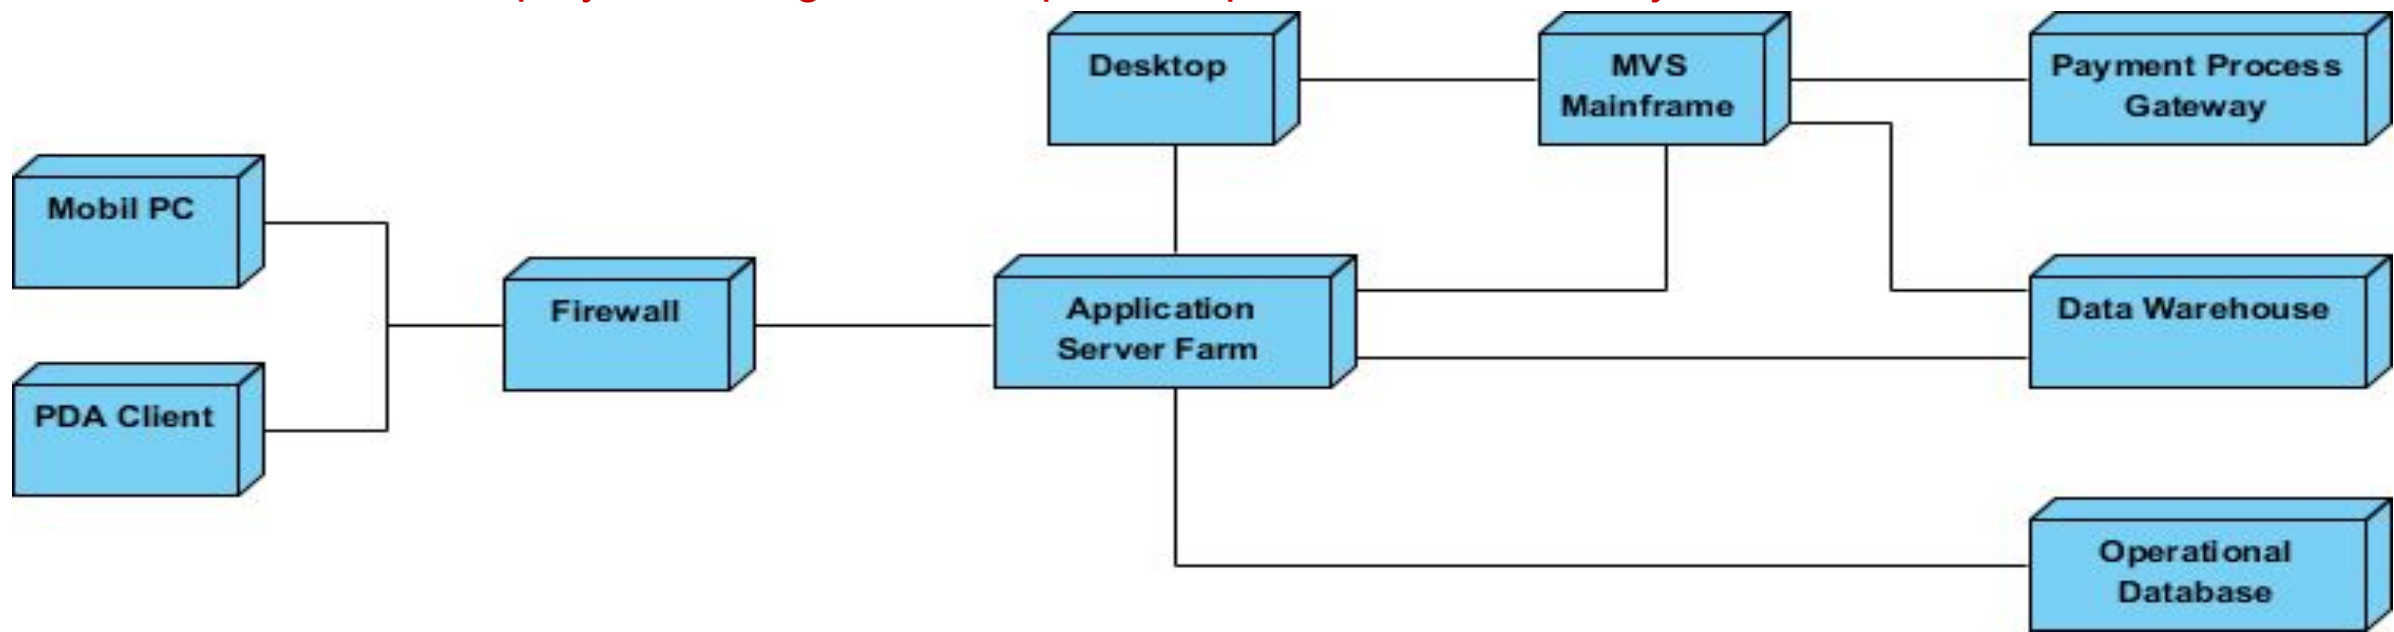 Desktop
MVS
Mainframe
Payment Process
Gateway
Mobil PC
Firewall
Application
Server Farm
Data Warehouse
PDA Client
Operational
Database